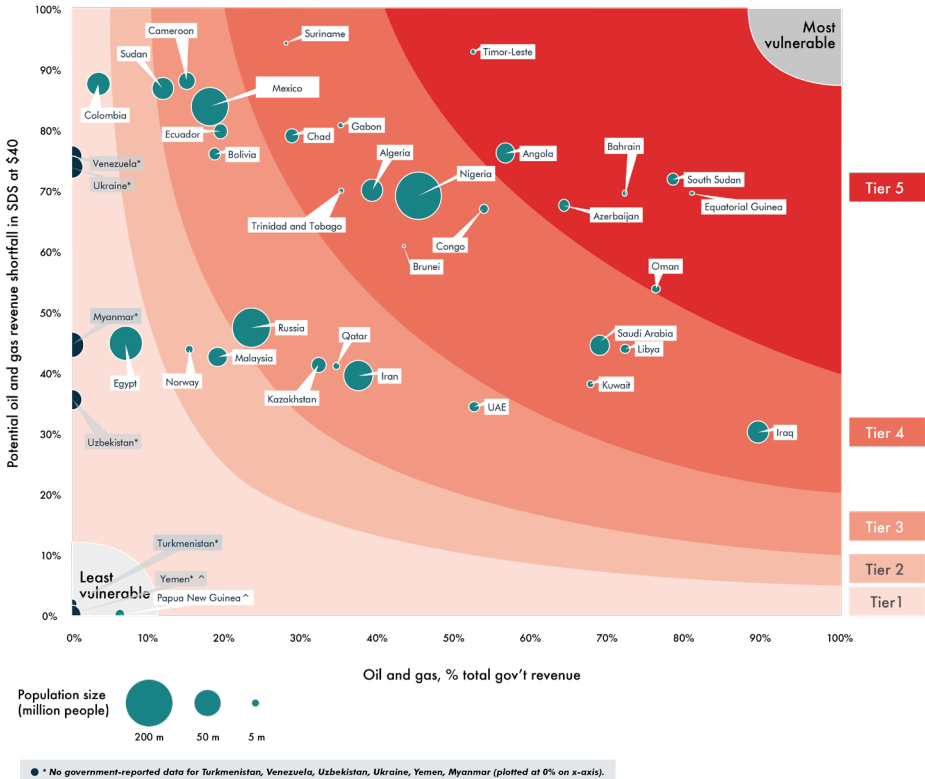 100%
90%
80%
70%
60%
50%
40%
30%
20%
10%
0%
Potential oil and gas revenue shortfall in SDS at $40
Cameroon
Suriname
Most
vulnerable
Sudan
Timor-Leste
Colombia
Mexico
Ecuador
Chad
Gabon
Bolivia
Algeria
Angola
Bahrain
Venezuela*
Ukraine*
Nigeria
South Sudan
Equatorial Guinea
Tier 5
Trinidad and Tobago
Azerbaijan
Congo
Brunei
Oman
Myanmar*
Russia
Qatar
Saudi Arabia
Libya
Malaysia
Egypt
Norway
Kazakhstan
Iran
Kuwait
UAE
Iraq
Tier 4
Uzbekistan*
Tier 3
Turkmenistan*
Tier 2
Least
vulnerable
Yemen* ^
Papua New Guinea^
Tier1
0%
10%
20%
30%
40%
50%
60%
70%
80%
90%
100%
Oil and gas, % total gov’t revenue
Population size
(million people)
200 m
50 m
5 m
* No government-reported data for Turkmenistan, Venezuela, Uzbekistan, Ukraine, Yemen, Myanmar (plotted at 0% on x-axis).